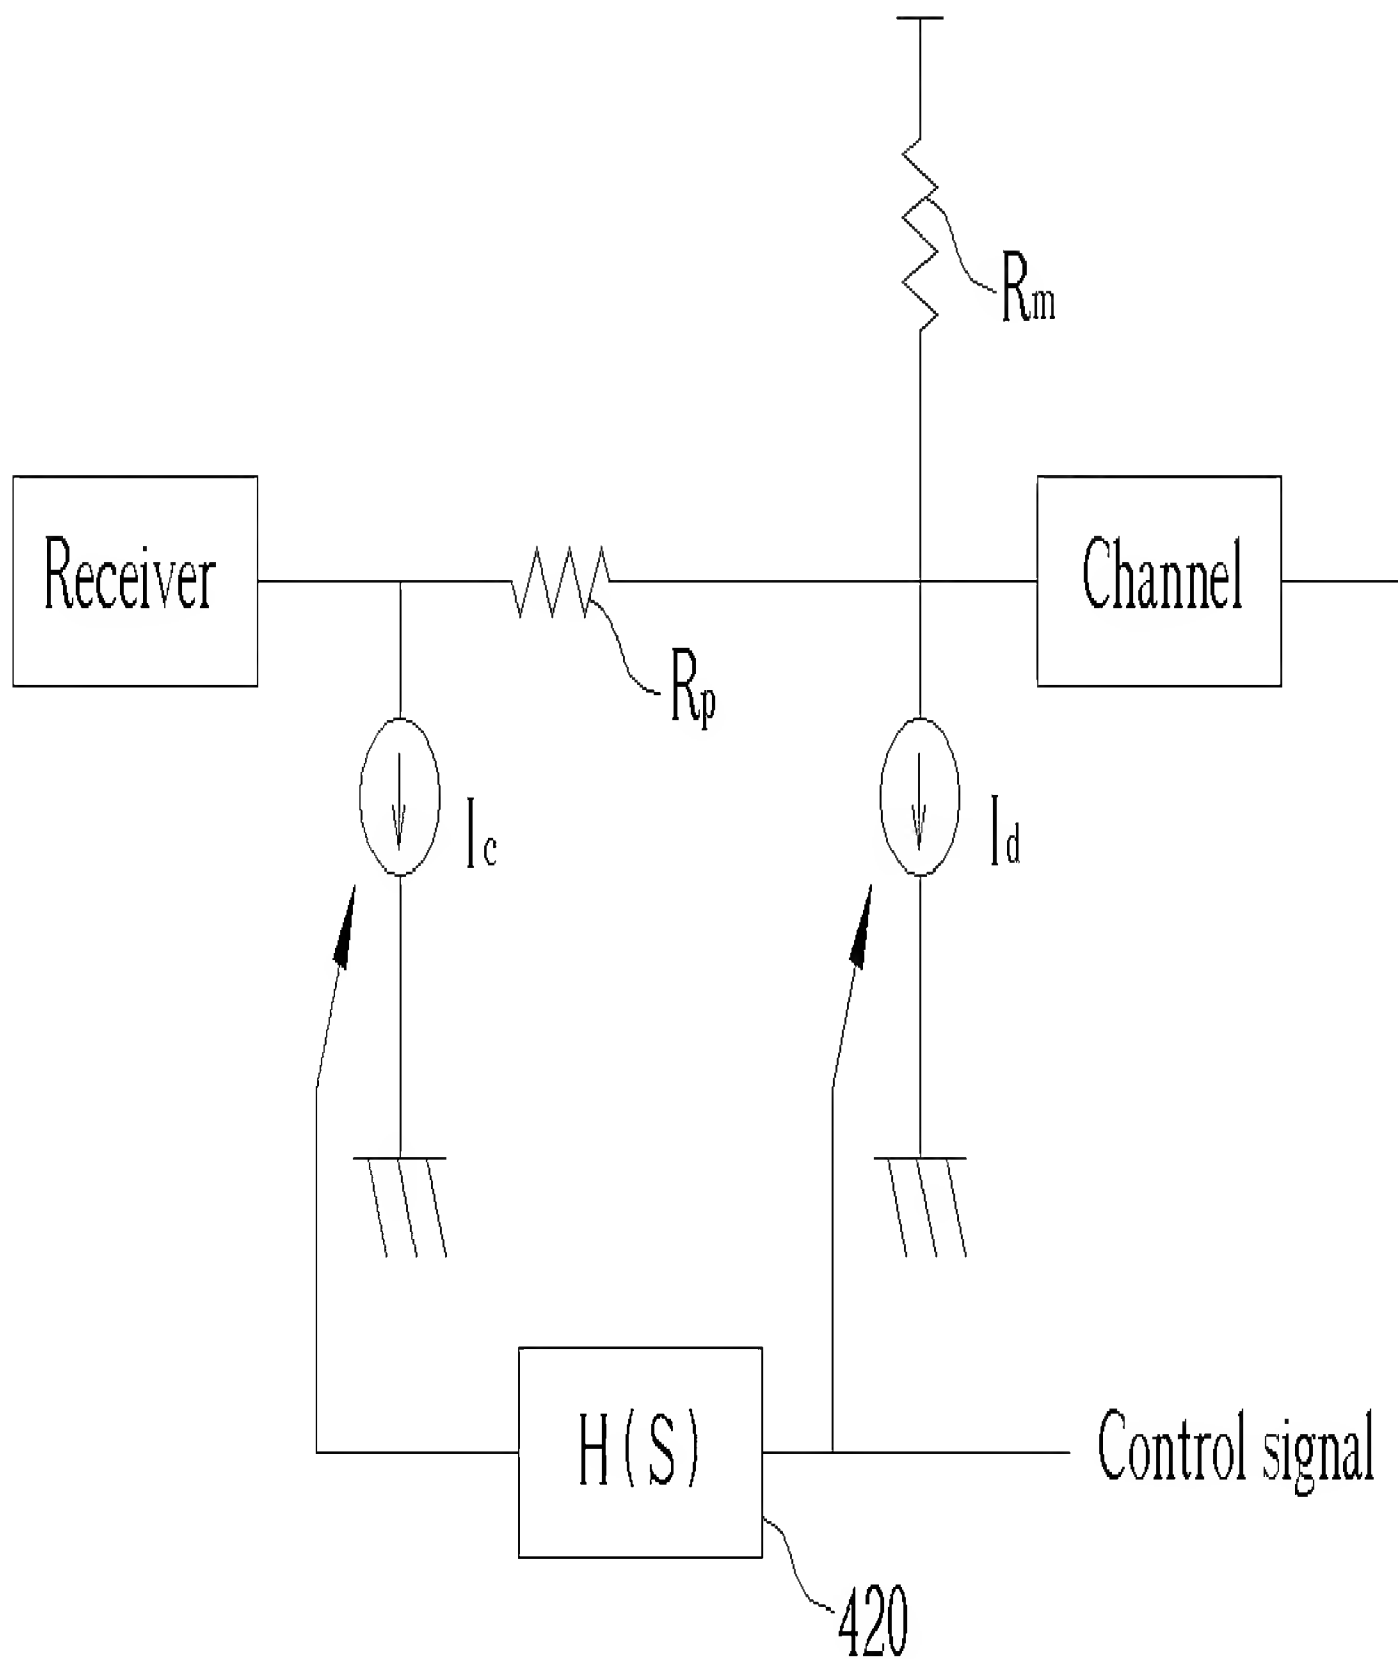 Rm
Receiver
Channel
Rp
Ic
Id
H(S)
Control signal
420